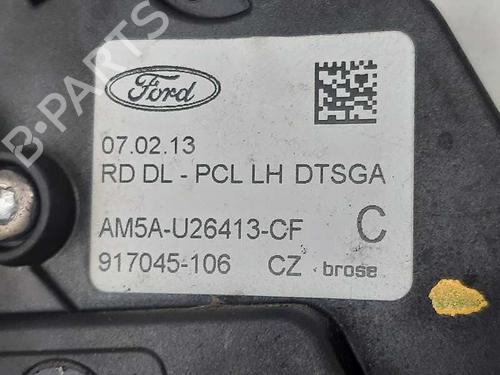 Ford
07.02.13
RD DL - PCL LH DTSGA
AM5A-U26413-CF C
917045-106 CZ brose
B-PARTS